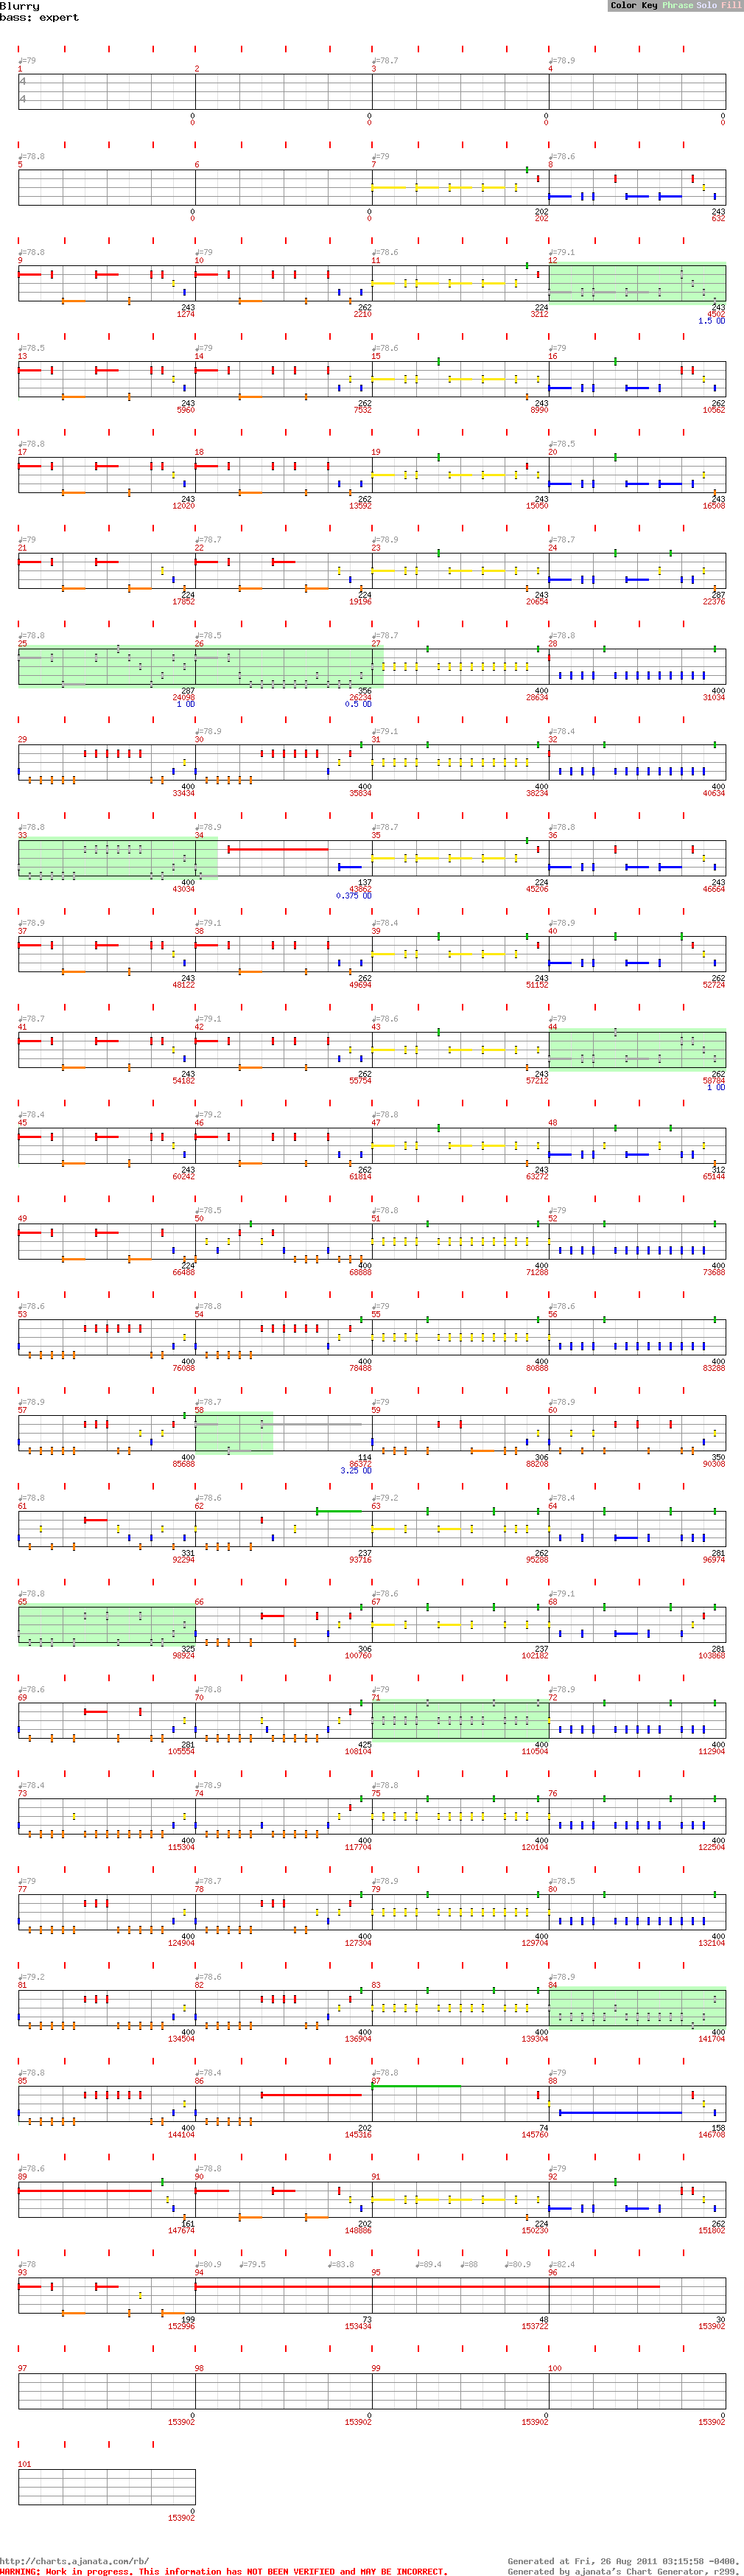 Blurry
Color Key Phrase Solo Fill
bass: expert
♩=79 ♩=78.7 ♩=78.9
1 2 3 4
4
4
0 0 0 0
0 0 0 0
♩=78.8 ♩=79 ♩=78.6
5 6 7 8
0 0 202 243
0 0 202 632
♩=78.8 ♩=79 ♩=78.6 ♩=79.1
9 10 11 12
243 262 224 243
1274 2210 3212 4502
1.5 OD
♩=78.5 ♩=79 ♩=78.6 ♩=79
13 14 15 16
243 262 243 262
5960 7532 8990 10562
♩=78.8 ♩=78.5
17 18 19 20
243 262 243 243
12020 13592 15050 16508
♩=79 ♩=78.7 ♩=78.9 ♩=78.7
21 22 23 24
224 224 243 287
17852 19196 20654 22376
♩=78.8 ♩=78.5 ♩=78.7 ♩=78.8
25 26 27 28
287 356 400 400
24098 26234 28634 31034
1 OD 0.5 OD
♩=78.9 ♩=79.1 ♩=78.4
29 30 31 32
400 400 400 400
33434 35834 38234 40634
♩=78.8 ♩=78.9 ♩=78.7 ♩=78.8
33 34 35 36
400 137 224 243
43034 43862 45206 46664
0.375 OD
♩=78.9 ♩=79.1 ♩=78.4 ♩=78.9
37 38 39 40
243 262 243 262
48122 49694 51152 52724
♩=78.7 ♩=79.1 ♩=78.6 ♩=79
41 42 43 44
243 262 243 262
54182 55754 57212 58784
1 OD
♩=78.4 ♩=79.2 ♩=78.8
45 46 47 48
243 262 243 312
60242 61814 63272 65144
♩=78.5 ♩=78.8 ♩=79
49 50 51 52
224 400 400 400
66488 68888 71288 73688
♩=78.6 ♩=78.8 ♩=79 ♩=78.6
53 54 55 56
400 400 400 400
76088 78488 80888 83288
♩=78.9 ♩=78.7 ♩=79 ♩=78.9
57 58 59 60
400 114 306 350
85688 86372 88208 90308
3.25 OD
♩=78.8 ♩=78.6 ♩=79.2 ♩=78.4
61 62 63 64
331 237 262 281
92294 93716 95288 96974
♩=78.8 ♩=78.6 ♩=79.1
65 66 67 68
325 306 237 281
98924 100760 102182 103868
♩=78.6 ♩=78.8 ♩=79 ♩=78.9
69 70 71 72
281 425 400 400
105554 108104 110504 112904
♩=78.4 ♩=78.9 ♩=78.8
73 74 75 76
400 400 400 400
115304 117704 120104 122504
♩=79 ♩=78.7 ♩=78.9 ♩=78.5
77 78 79 80
400 400 400 400
124904 127304 129704 132104
♩=79.2 ♩=78.6 ♩=78.9
81 82 83 84
400 400 400 400
134504 136904 139304 141704
♩=78.8 ♩=78.4 ♩=78.8 ♩=79
85 86 87 88
400 202 74 158
144104 145316 145760 146708
♩=78.6 ♩=78.8 ♩=79
89 90 91 92
161 202 224 262
147674 148886 150230 151802
♩=78 ♩=80.9 ♩=79.5 ♩=83.8 ♩=89.4 ♩=88 ♩=80.9 ♩=82.4
93 94 95 96
199 73 48 30
152996 153434 153722 153902
97 98 99 100
0 0 0 0
153902 153902 153902 153902
101
0
153902
http://charts.ajanata.com/rb/
Generated at Fri, 26 Aug 2011 03:15:58 -0400.
WARNING: Work in progress. This information has NOT BEEN VERIFIED and MAY BE INCORRECT.
Generated by ajanata's Chart Generator, r299.